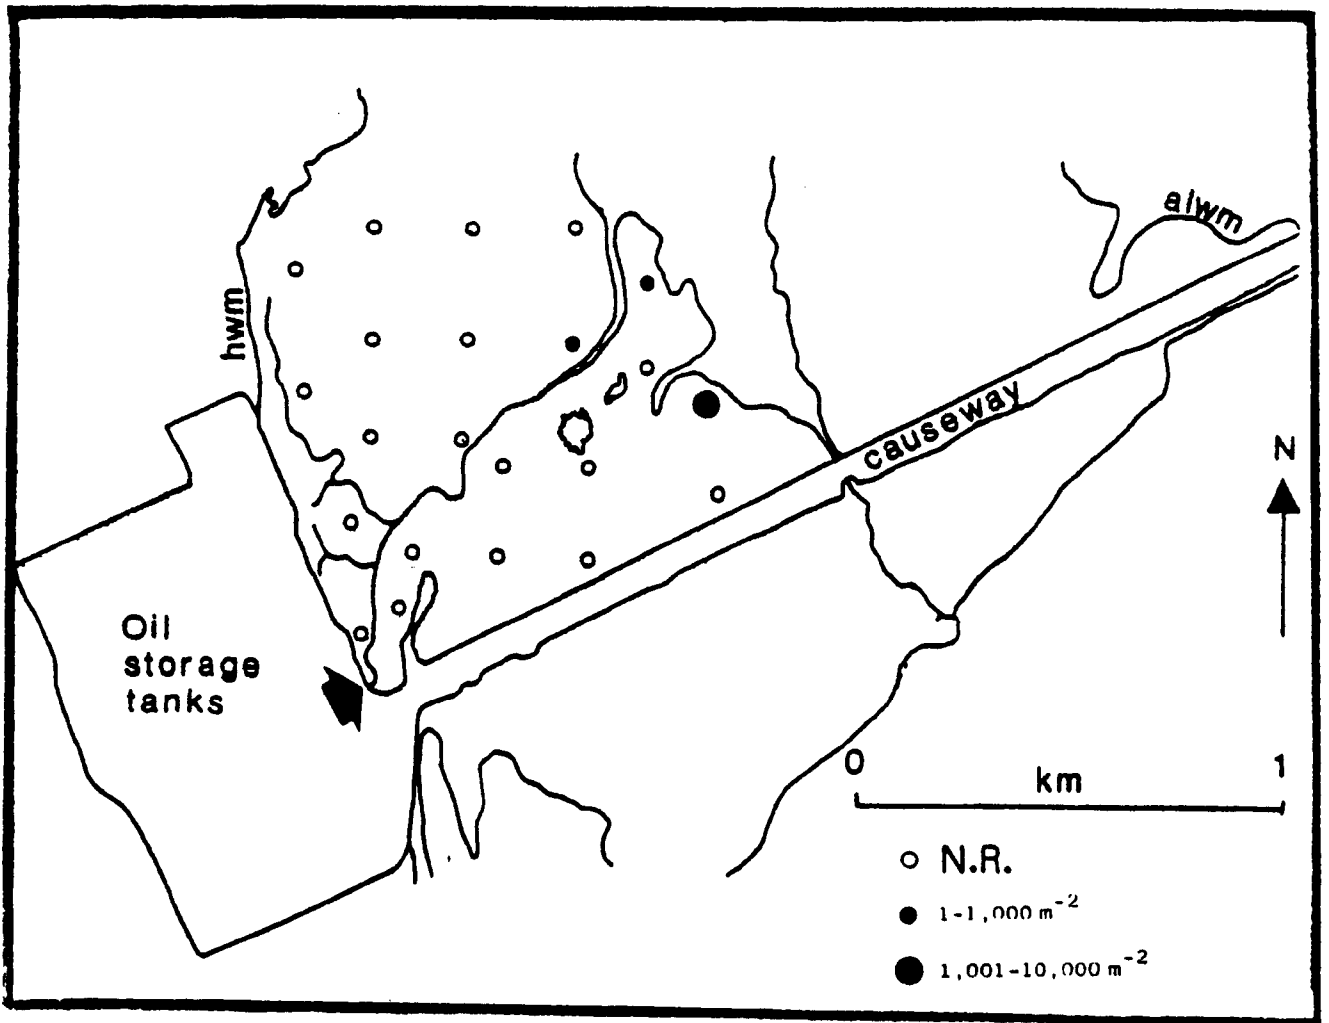 alwm
hwm
causeway
N
Oil
storage
tanks
0 1
km
N.R.
1-1,000 m⁻²
1,001-10,000 m⁻²